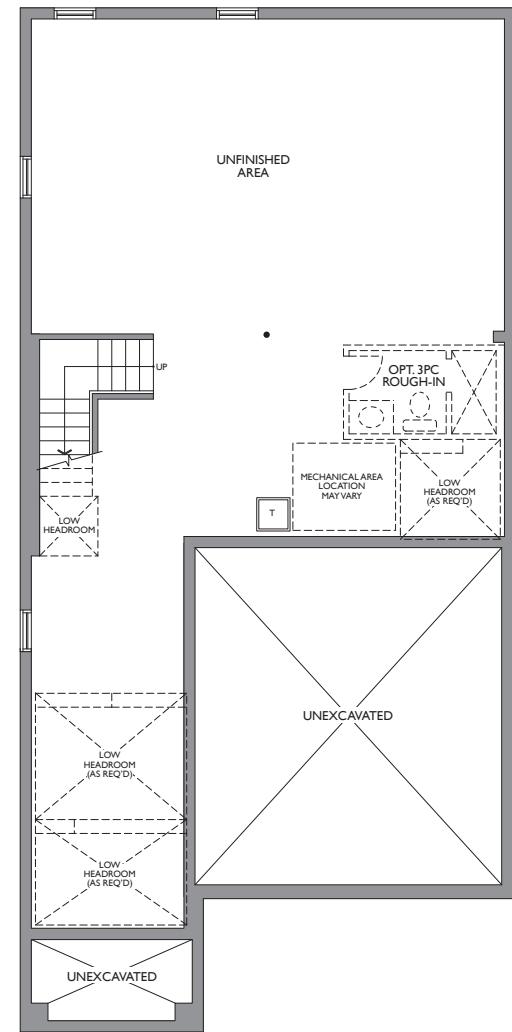 UNFINISHED
AREA
UP
OPT. 3PC
ROUGH-IN
MECHANICAL AREA
LOCATION
MAY VARY
LOW
HEADROOM
(AS REQ'D)
T
LOW
HEADROOM
UNEXCAVATED
LOW
HEADROOM
(AS REQ'D)
LOW
HEADROOM
(AS REQ'D)
UNEXCAVATED